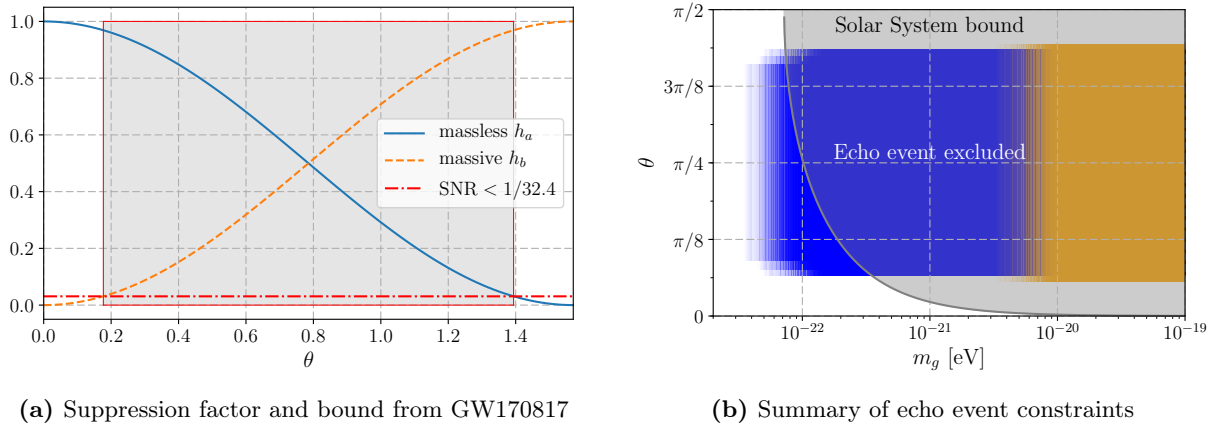 1.0
0.8
0.6
0.4
0.2
0.0
massless h_a
massive h_b
SNR < 1/32.4
0.0 0.2 0.4 0.6 0.8 1.0 1.2 1.4
θ
(a) Suppression factor and bound from GW170817
π/2
3π/8
π/4
π/8
0
θ
Solar System bound
Echo event excluded
10^{-22} 10^{-21} 10^{-20} 10^{-19}
m_g [eV]
(b) Summary of echo event constraints